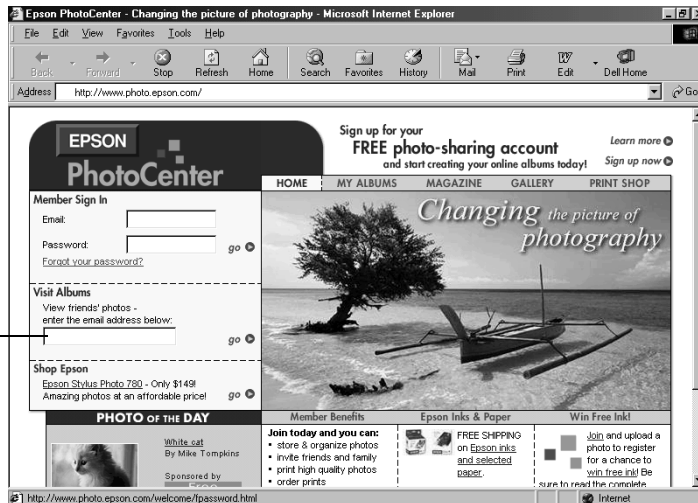 Epson PhotoCenter - Changing the picture of photography - Microsoft Internet Explorer
File Edit View Favorites Tools Help
Back Forward Stop Refresh Home Search Favorites History Mail Print Edit Dell Home
Address http://www.photo.epson.com/ Go
EPSON
PhotoCenter
Sign up for your
FREE photo-sharing account
and start creating your online albums today!
Learn more
Sign up now
HOME MY ALBUMS MAGAZINE GALLERY PRINT SHOP
Member Sign In
Email:
Password: go
Forgot your password?
Changing the picture of
photography
Visit Albums
View friends' photos -
enter the email address below:
go
Shop Epson
Epson Stylus Photo 780 - Only $149!
Amazing photos at an affordable price! go
PHOTO OF THE DAY
White cat
By Mike Tompkins
Sponsored by
Member Benefits
Join today and you can:
▪ store & organize photos
▪ invite friends and family
▪ print high quality photos
▪ order prints
Epson Inks & Paper
FREE SHIPPING
on Epson inks
and selected
paper.
Win Free Ink!
Join and upload a
photo to register
for a chance to
win free ink! Be
sure to read the complete
http://www.photo.epson.com/welcome/fpassword.html
Internet